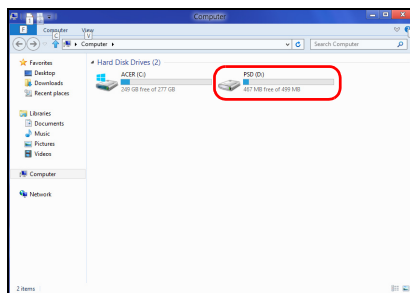 Computer
F
Computer View
C V
Computer
Search Computer
Favorites
Desktop
Downloads
Recent places
Libraries
Documents
Music
Pictures
Videos
Computer
Network
Hard Disk Drives (2)
ACER (C:)
249 GB free of 277 GB
PSD (D:)
467 MB free of 499 MB
2 items